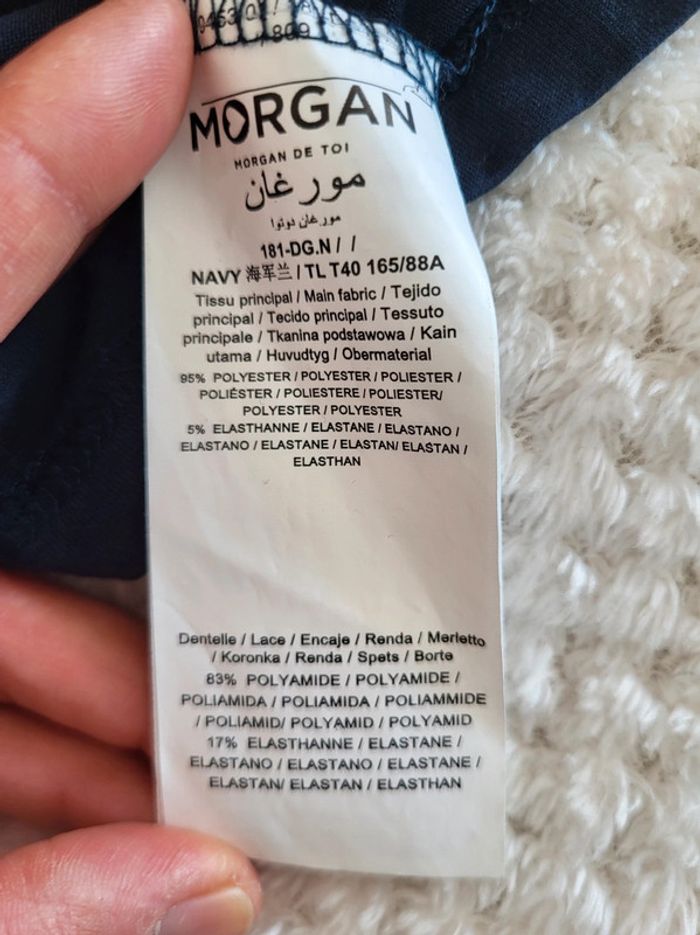 809
MORGAN
MORGAN DE TOI
مورغان
مورغان دوتوا
181-DG.N / /
NAVY 海军兰 / TL T40 165/88A
Tissu principal / Main fabric / Tejido
principal / Tecido principal / Tessuto
principale / Tkanina podstawowa / Kain
utama / Huvudtyg / Obermaterial
95% POLYESTER / POLYESTER / POLIESTER /
POLIÉSTER / POLIESTERE / POLIESTER/
POLYESTER / POLYESTER
5% ELASTHANNE / ELASTANE / ELASTANO /
ELASTANO / ELASTANE / ELASTAN/ ELASTAN /
ELASTHAN
Dentelle / Lace / Encaje / Renda / Merletto
/ Koronka / Renda / Spets / Borte
83% POLYAMIDE / POLYAMIDE /
POLIAMIDA / POLIAMIDA / POLIAMMIDE
/ POLIAMID/ POLYAMID / POLYAMID
17% ELASTHANNE / ELASTANE /
ELASTANO / ELASTANO / ELASTANE /
ELASTAN/ ELASTAN / ELASTHAN